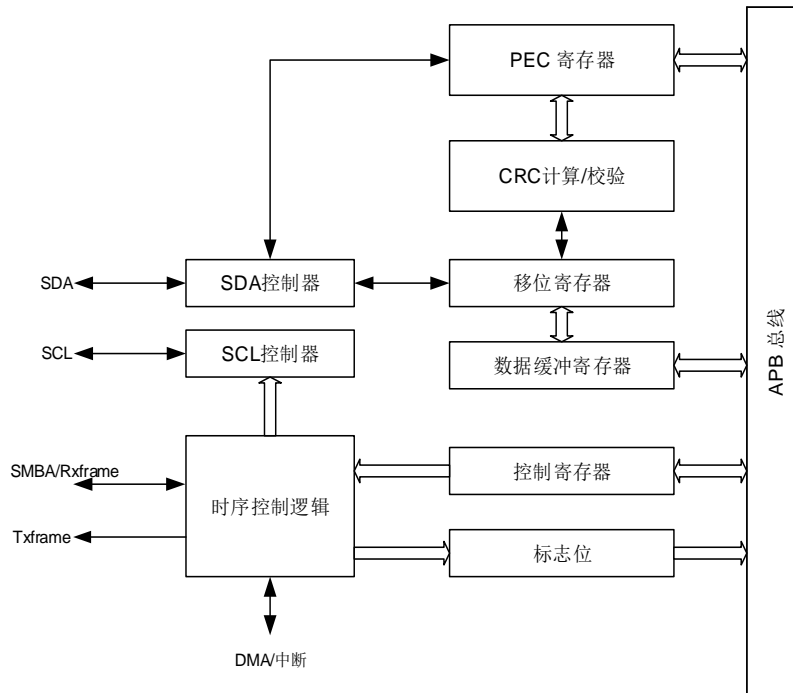 PEC 寄存器
CRC计算/校验
SDA
SDA控制器
移位寄存器
SCL
SCL控制器
数据缓冲寄存器
APB 总线
SMBA/Rxframe
时序控制逻辑
控制寄存器
Txframe
标志位
DMA/中断